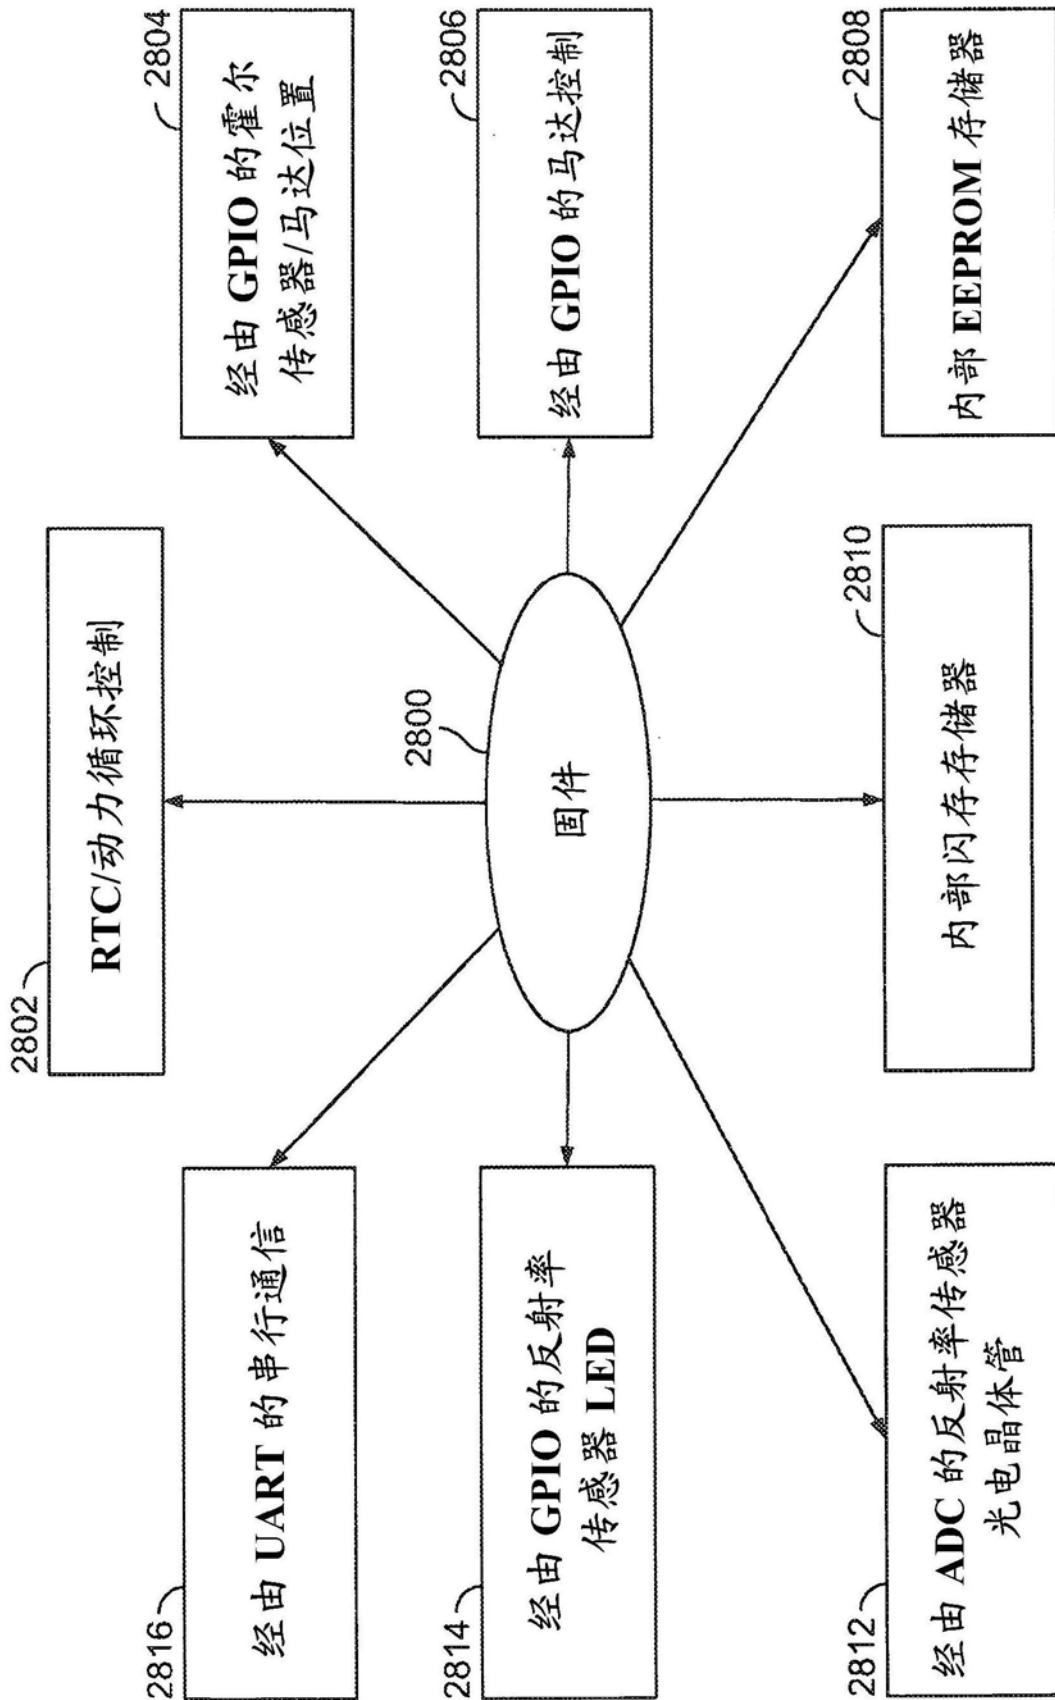 2802
RTC/动力循环控制
2804
经由 GPIO 的霍尔
传感器/马达位置
2816
经由 UART 的串行通信
2800
固件
2806
经由 GPIO 的马达控制
2814
经由 GPIO 的反射率
传感器 LED
2808
内部 EEPROM 存储器
2810
内部闪存存储器
2812
经由 ADC 的反射率传感器
光电晶体管